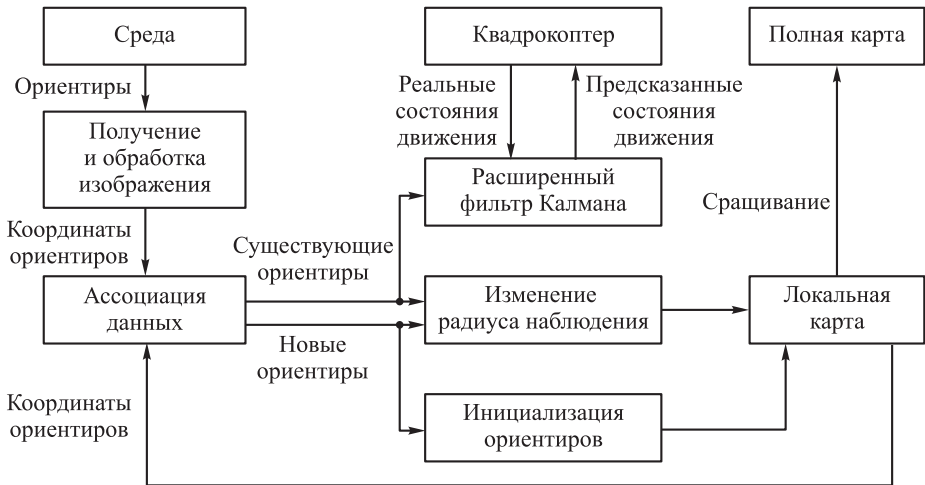 Среда
Квадрокоптер
Полная карта
Ориентиры
Реальные
состояния
движения
Предсказанные
состояния
движения
Получение
и обработка
изображения
Расширенный
фильтр Калмана
Сращивание
Координаты
ориентиров
Существующие
ориентиры
Ассоциация
данных
Изменение
радиуса наблюдения
Локальная
карта
Новые
ориентиры
Координаты
ориентиров
Инициализация
ориентиров